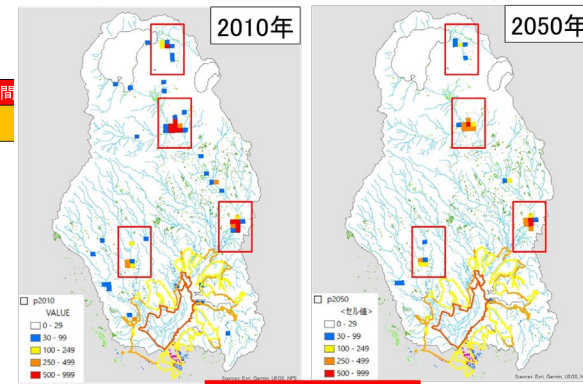 2010年
2050年
間
p2010
VALUE
0 - 29
30 - 99
100 - 249
250 - 499
500 - 999
Sources: Esri, Garmin, USGS, NPS
p2050
<セル値>
0 - 29
30 - 99
100 - 249
250 - 499
500 - 999
Sources: Esri, Garmin, USGS, N